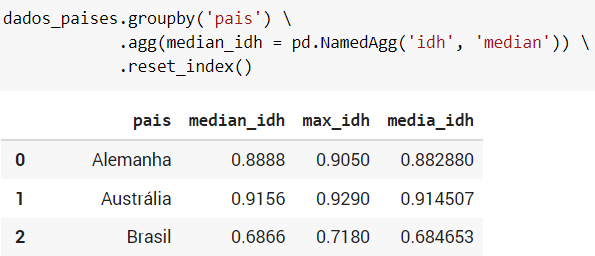 dados_paises.groupby('pais') \
.agg(median_idh = pd.NamedAgg('idh', 'median')) \
.reset_index()
pais median_idh max_idh media_idh
0 Alemanha 0.8888 0.9050 0.882880
1 Austrália 0.9156 0.9290 0.914507
2 Brasil 0.6866 0.7180 0.684653